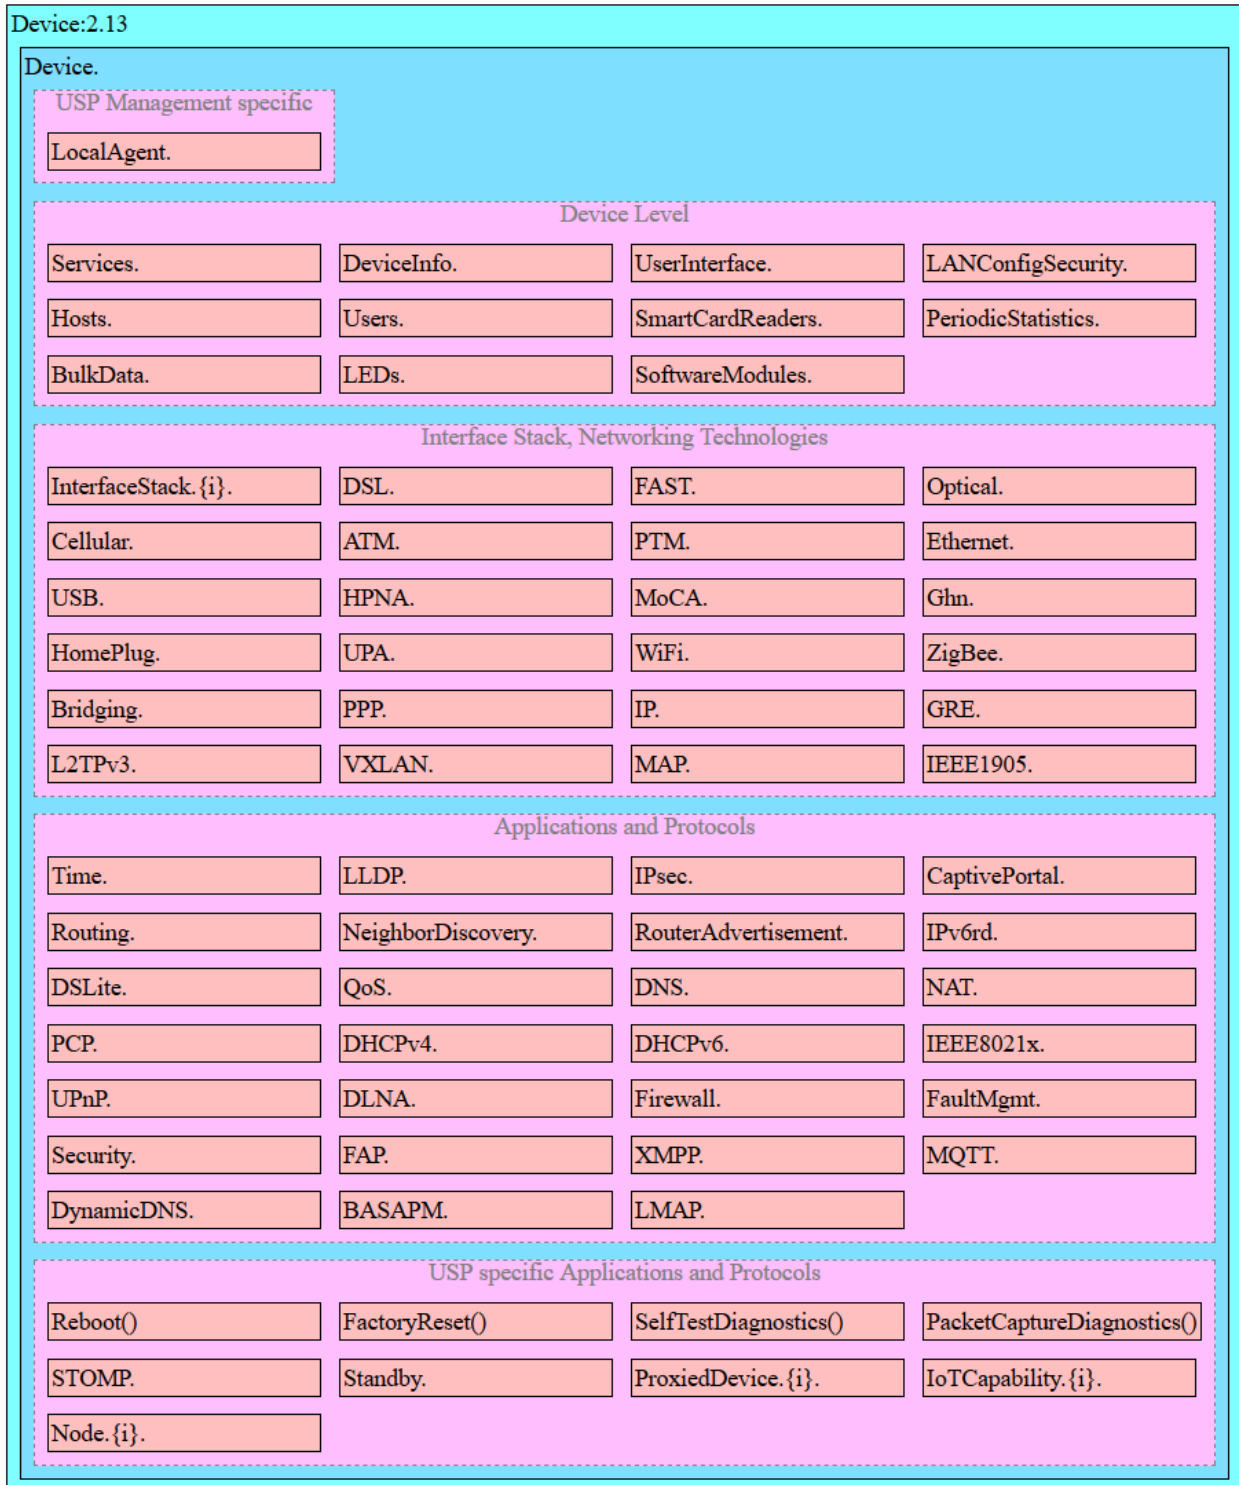 Device:2.13
Device.
USP Management specific
LocalAgent.
Device Level
Services. DeviceInfo. UserInterface. LANConfigSecurity.
Hosts. Users. SmartCardReaders. PeriodicStatistics.
BulkData. LEDs. SoftwareModules.
Interface Stack, Networking Technologies
InterfaceStack.{i}. DSL. FAST. Optical.
Cellular. ATM. PTM. Ethernet.
USB. HPNA. MoCA. Ghn.
HomePlug. UPA. WiFi. ZigBee.
Bridging. PPP. IP. GRE.
L2TPv3. VXLAN. MAP. IEEE1905.
Applications and Protocols
Time. LLDP. IPsec. CaptivePortal.
Routing. NeighborDiscovery. RouterAdvertisement. IPv6rd.
DSLite. QoS. DNS. NAT.
PCP. DHCPv4. DHCPv6. IEEE8021x.
UPnP. DLNA. Firewall. FaultMgmt.
Security. FAP. XMPP. MQTT.
DynamicDNS. BASAPM. LMAP.
USP specific Applications and Protocols
Reboot() FactoryReset() SelfTestDiagnostics() PacketCaptureDiagnostics()
STOMP. Standby. ProxiedDevice.{i}. IoTCapability.{i}.
Node.{i}.